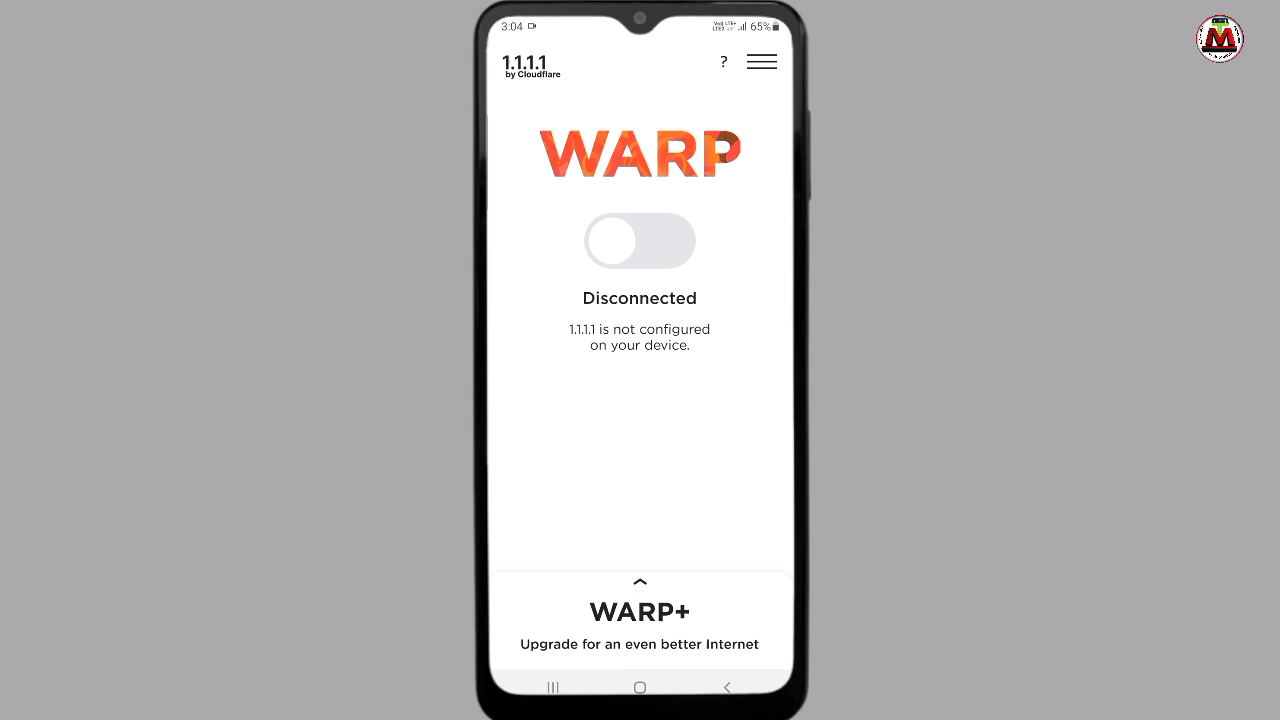 3:04
65%
1.1.1.1
by Cloudflare
?
WARP
Disconnected
1.1.1.1 is not configured
on your device.
WARP+
Upgrade for an even better Internet
M